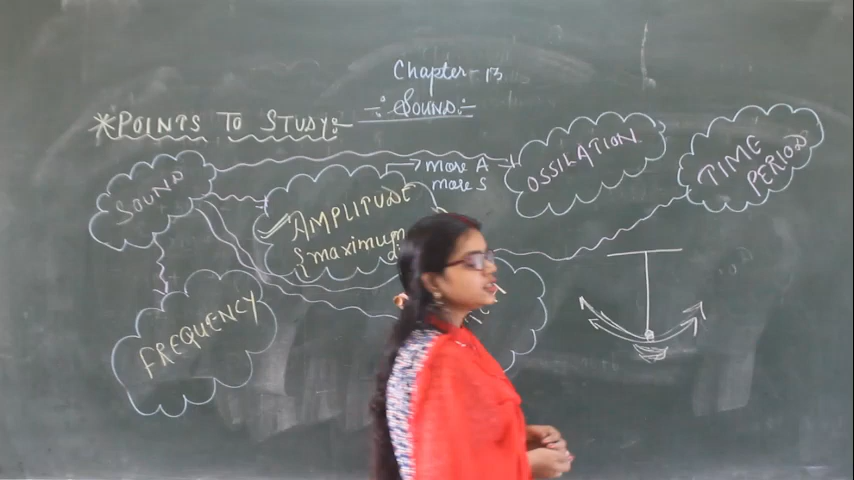 Chapter - 13
-: SOUND:-
*POINTS TO STUDY:-
SOUND
→ more A
more S
OSSILATION
TIME
PERIOD
AMPLITUDE
maximum
FREQUENCY